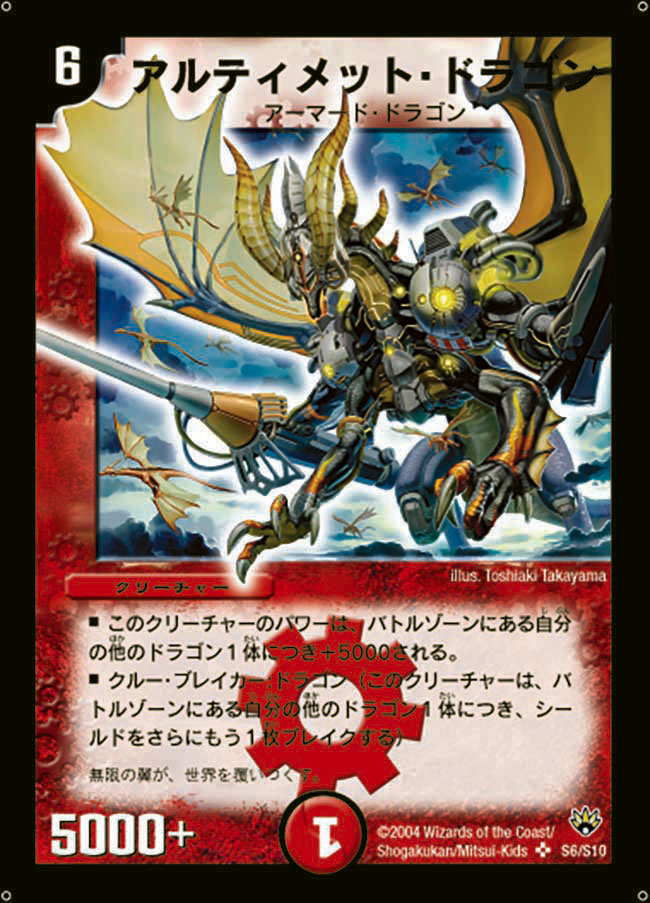 6
アルティメット・ドラゴン
アーマード・ドラゴン
illus. Toshiaki Takayama
クリーチャー
■ このクリーチャーのパワーは、バトルゾーンにある自分
の他のドラゴン1体につき+5000される。
■ クルー・ブレイカー:ドラゴン（このクリーチャーは、バ
トルゾーンにある自分の他のドラゴン1体につき、シー
ルドをさらにもう1枚ブレイクする）
無限の翼が、世界を覆いつくす。
5000+
1
©2004 Wizards of the Coast/
Shogakukan/Mitsui-Kids S6/S10